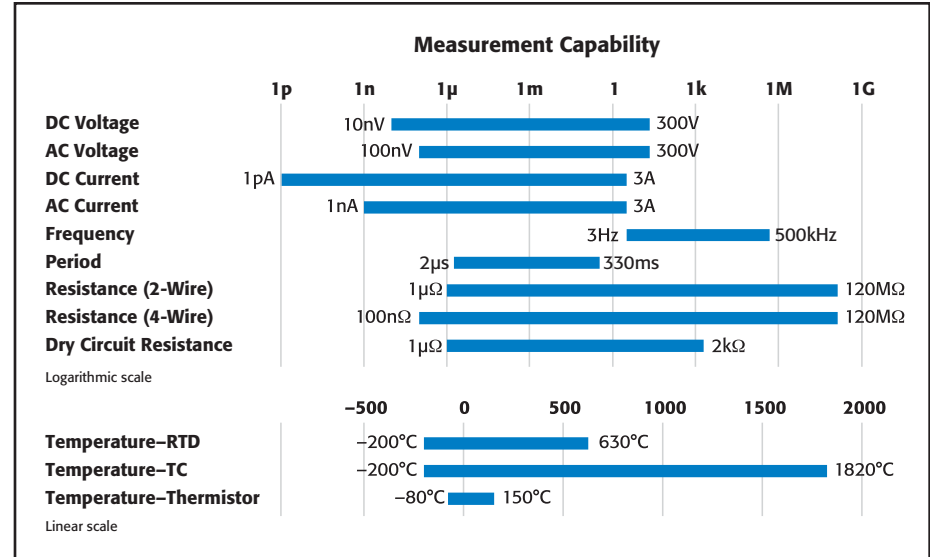 Measurement Capability
1p 1n 1µ 1m 1 1k 1M 1G
DC Voltage 10nV 300V
AC Voltage 100nV 300V
DC Current 1pA 3A
AC Current 1nA 3A
Frequency 3Hz 500kHz
Period 2µs 330ms
Resistance (2-Wire) 1µΩ 120MΩ
Resistance (4-Wire) 100nΩ 120MΩ
Dry Circuit Resistance 1µΩ 2kΩ
Logarithmic scale
−500 0 500 1000 1500 2000
Temperature–RTD −200°C 630°C
Temperature–TC −200°C 1820°C
Temperature–Thermistor −80°C 150°C
Linear scale